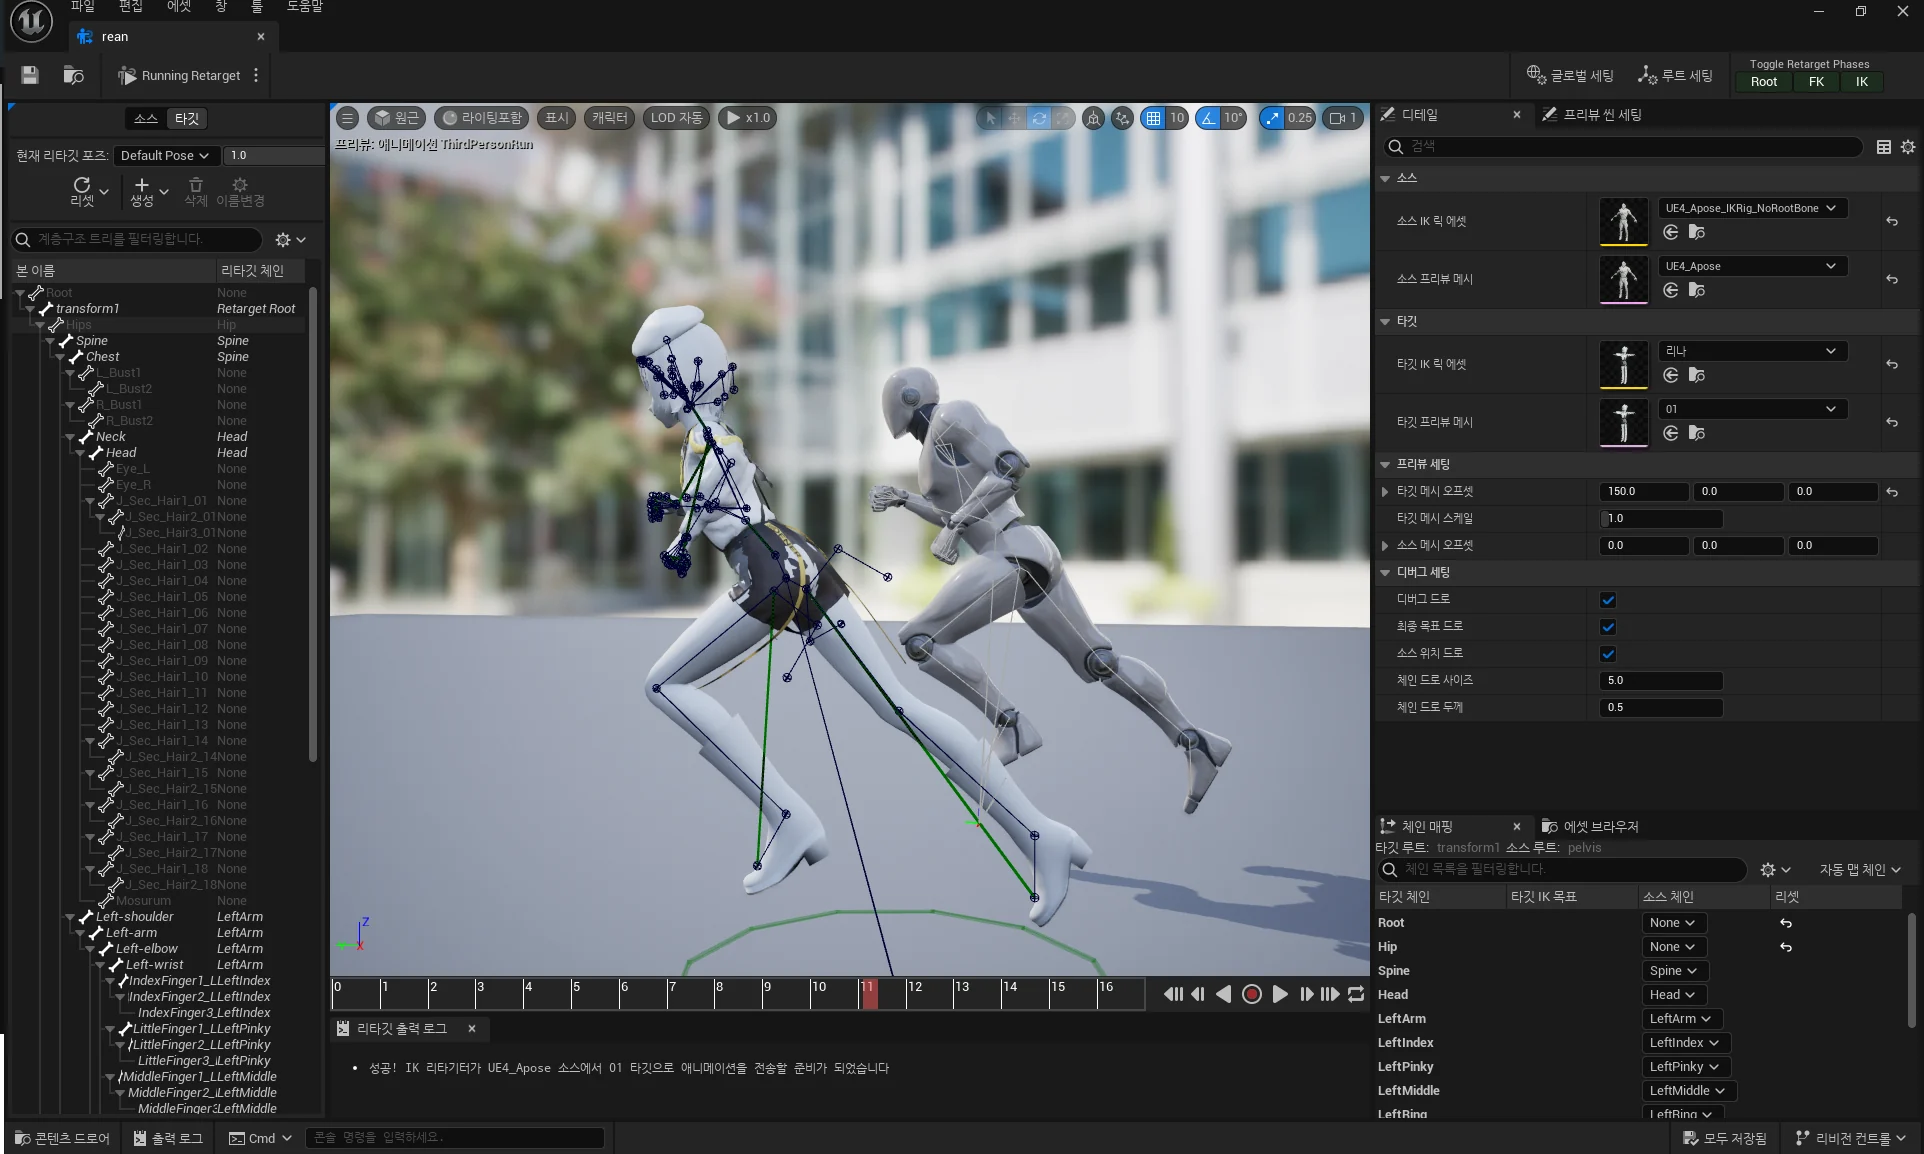 파일 편집 에셋 창 툴 도움말
rean
Running Retarget
글로벌 세팅 루트 세팅
Toggle Retarget Phases
Root FK IK
소스 타깃
현재 리타깃 포즈: Default Pose 1.0
리셋 생성 삭제 이름변경
계층구조 트리를 필터링합니다.
본 이름 리타깃 체인
Root None
transform1 Retarget Root
Hips Hip
Spine Spine
Chest Spine
L_Bust1 None
L_Bust2 None
R_Bust1 None
R_Bust2 None
Neck Head
Head Head
Eye_L None
Eye_R None
J_Sec_Hair1_01 None
J_Sec_Hair2_01 None
J_Sec_Hair3_01 None
J_Sec_Hair1_02 None
J_Sec_Hair1_03 None
J_Sec_Hair1_04 None
J_Sec_Hair1_05 None
J_Sec_Hair1_06 None
J_Sec_Hair1_07 None
J_Sec_Hair1_08 None
J_Sec_Hair1_09 None
J_Sec_Hair1_10 None
J_Sec_Hair1_11 None
J_Sec_Hair1_12 None
J_Sec_Hair1_13 None
J_Sec_Hair1_14 None
J_Sec_Hair2_14 None
J_Sec_Hair1_15 None
J_Sec_Hair2_15 None
J_Sec_Hair1_16 None
J_Sec_Hair2_16 None
J_Sec_Hair1_17 None
J_Sec_Hair2_17 None
J_Sec_Hair1_18 None
J_Sec_Hair2_18 None
Mosurum None
Left-shoulder LeftArm
Left-arm LeftArm
Left-elbow LeftArm
Left-wrist LeftArm
IndexFinger1_L LeftIndex
IndexFinger2_L LeftIndex
IndexFinger3_ LeftIndex
LittleFinger1_L LeftPinky
LittleFinger2_L LeftPinky
LittleFinger3_ LeftPinky
MiddleFinger1_L LeftMiddle
MiddleFinger2_ LeftMiddle
MiddleFinger3 LeftMiddle
원근 라이팅포함 표시 캐릭터 LOD 자동 x1.0 10 10° 0.25 1
프리뷰: 애니메이션 ThirdPersonRun
Z
X
0 1 2 3 4 5 6 7 8 9 10 11 12 13 14 15 16
리타깃 출력 로그
• 성공! IK 리타기터가 UE4_Apose 소스에서 01 타깃으로 애니메이션을 전송할 준비가 되었습니다
디테일 프리뷰 씬 세팅
검색
소스
소스 IK 릭 에셋 UE4_Apose_IKRig_NoRootBone
소스 프리뷰 메시 UE4_Apose
타깃
타깃 IK 릭 에셋 리나
타깃 프리뷰 메시 01
프리뷰 세팅
타깃 메시 오프셋 150.0 0.0 0.0
타깃 메시 스케일 1.0
소스 메시 오프셋 0.0 0.0 0.0
디버그 세팅
디버그 드로
최종 목표 드로
소스 위치 드로
체인 드로 사이즈 5.0
체인 드로 두께 0.5
체인 매핑 에셋 브라우저
타깃 루트: transform1 소스 루트: pelvis
체인 목록을 필터링합니다. 자동 맵 체인
타깃 체인 타깃 IK 목표 소스 체인 리셋
Root None
Hip None
Spine Spine
Head Head
LeftArm LeftArm
LeftIndex LeftIndex
LeftPinky LeftPinky
LeftMiddle LeftMiddle
LeftRing LeftRing
콘텐츠 드로어 출력 로그 Cmd 콘솔 명령을 입력하세요. 모두 저장됨 리비전 컨트롤